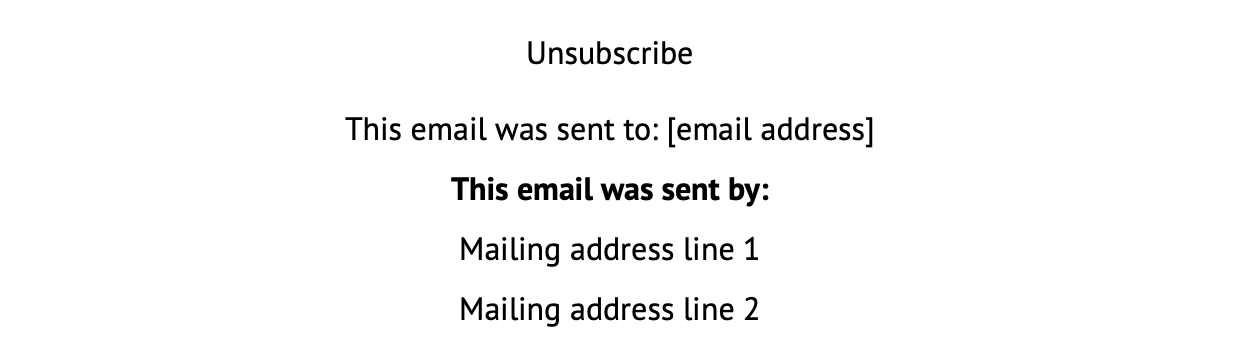 Unsubscribe
This email was sent to: [email address]
This email was sent by:
Mailing address line 1
Mailing address line 2